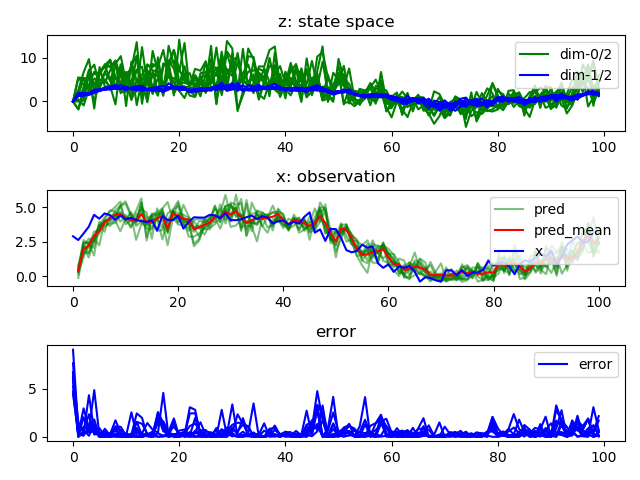 z: state space
10
0
dim-0/2
dim-1/2
0 20 40 60 80 100
x: observation
5.0
2.5
0.0
pred
pred_mean
x
0 20 40 60 80 100
error
5
0
error
0 20 40 60 80 100